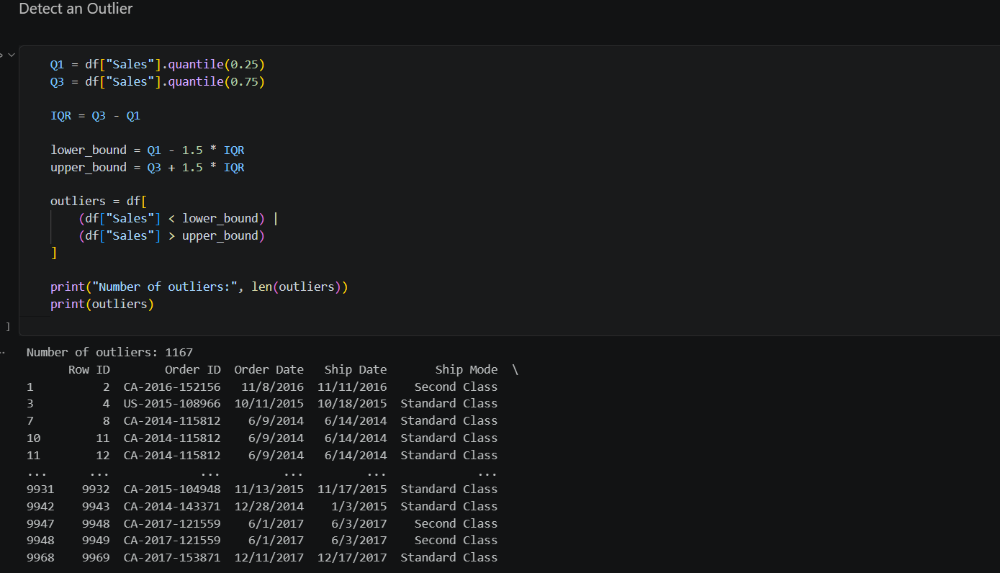 Detect an Outlier
Q1 = df["Sales"].quantile(0.25)
Q3 = df["Sales"].quantile(0.75)
IQR = Q3 - Q1
lower_bound = Q1 - 1.5 * IQR
upper_bound = Q3 + 1.5 * IQR
outliers = df[
    (df["Sales"] < lower_bound) |
    (df["Sales"] > upper_bound)
]
print("Number of outliers:", len(outliers))
print(outliers)
]
Number of outliers: 1167
      Row ID        Order ID  Order Date   Ship Date       Ship Mode  \
1          2  CA-2016-152156   11/8/2016  11/11/2016    Second Class
3          4  US-2015-108966  10/11/2015  10/18/2015  Standard Class
7          8  CA-2014-115812    6/9/2014   6/14/2014  Standard Class
10        11  CA-2014-115812    6/9/2014   6/14/2014  Standard Class
11        12  CA-2014-115812    6/9/2014   6/14/2014  Standard Class
...      ...             ...         ...         ...             ...
9931    9932  CA-2015-104948  11/13/2015  11/17/2015  Standard Class
9942    9943  CA-2014-143371  12/28/2014    1/3/2015  Standard Class
9947    9948  CA-2017-121559    6/1/2017    6/3/2017    Second Class
9948    9949  CA-2017-121559    6/1/2017    6/3/2017    Second Class
9968    9969  CA-2017-153871  12/11/2017  12/17/2017  Standard Class